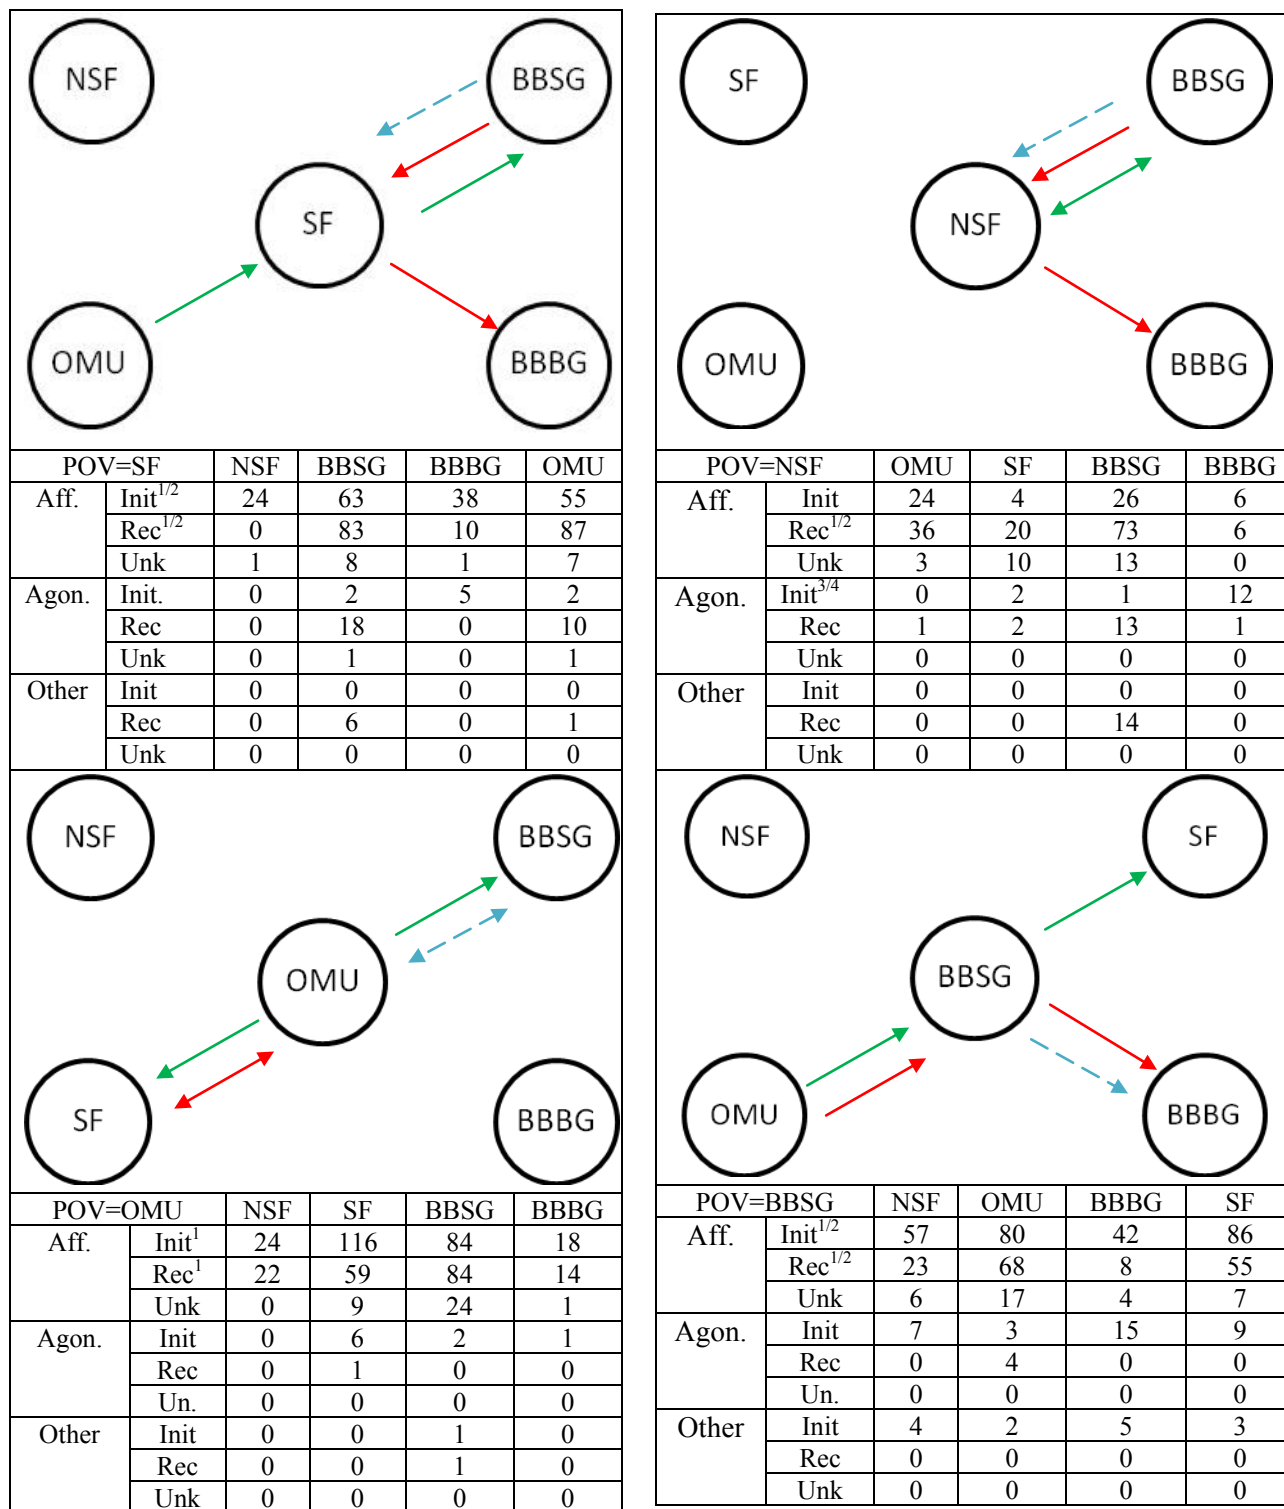 NSF BBSG
SF
OMU BBBG
POV=SF NSF BBSG BBBG OMU
Aff. Init1/2 24 63 38 55
Rec1/2 0 83 10 87
Unk 1 8 1 7
Agon. Init. 0 2 5 2
Rec 0 18 0 10
Unk 0 1 0 1
Other Init 0 0 0 0
Rec 0 6 0 1
Unk 0 0 0 0
SF BBSG
NSF
OMU BBBG
POV=NSF OMU SF BBSG BBBG
Aff. Init 24 4 26 6
Rec1/2 36 20 73 6
Unk 3 10 13 0
Agon. Init3/4 0 2 1 12
Rec 1 2 13 1
Unk 0 0 0 0
Other Init 0 0 0 0
Rec 0 0 14 0
Unk 0 0 0 0
NSF BBSG
OMU
SF BBBG
POV=OMU NSF SF BBSG BBBG
Aff. Init1 24 116 84 18
Rec1 22 59 84 14
Unk 0 9 24 1
Agon. Init 0 6 2 1
Rec 0 1 0 0
Un. 0 0 0 0
Other Init 0 0 1 0
Rec 0 0 1 0
Unk 0 0 0 0
NSF SF
BBSG
OMU BBBG
POV=BBSG NSF OMU BBBG SF
Aff. Init1/2 57 80 42 86
Rec1/2 23 68 8 55
Unk 6 17 4 7
Agon. Init 7 3 15 9
Rec 0 4 0 0
Un. 0 0 0 0
Other Init 4 2 5 3
Rec 0 0 0 0
Unk 0 0 0 0